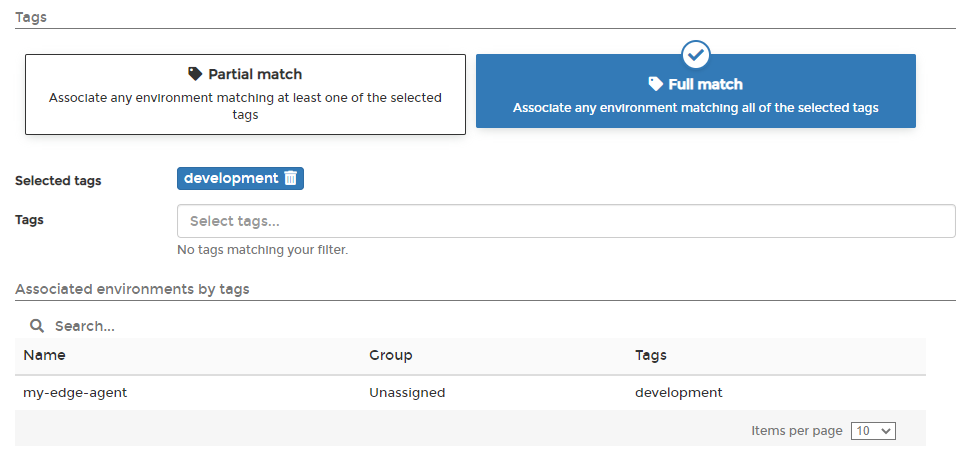 Tags
Partial match
Associate any environment matching at least one of the selected
tags
Full match
Associate any environment matching all of the selected tags
Selected tags
development
Tags
Select tags...
No tags matching your filter.
Associated environments by tags
Search...
Name Group Tags
my-edge-agent Unassigned development
Items per page 10